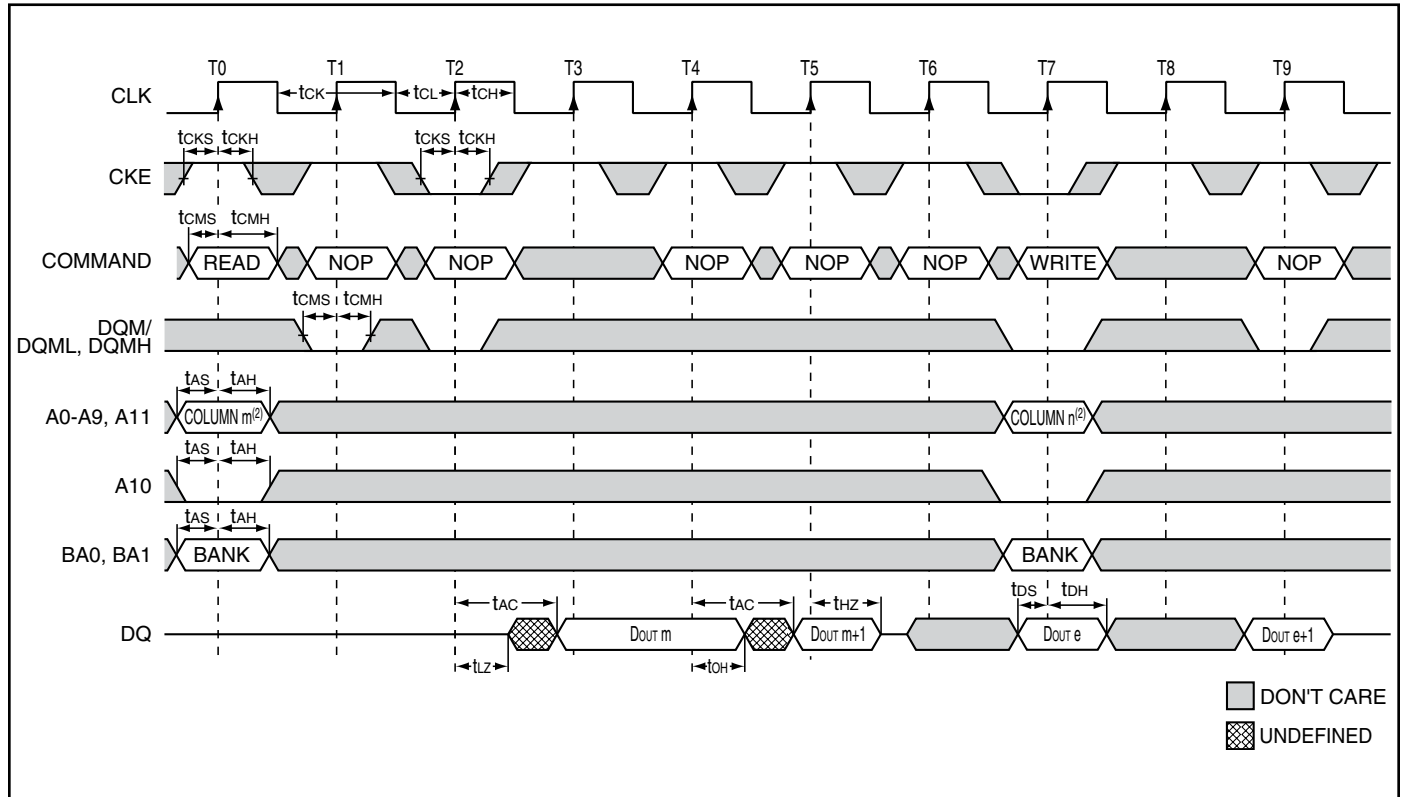 T0 T1 T2 T3 T4 T5 T6 T7 T8 T9
CLK tCK tCL tCH
tCKS tCKH tCKS tCKH
CKE
tCMS tCMH
COMMAND READ NOP NOP NOP NOP NOP WRITE NOP
tCMS tCMH
DQM/
DQML, DQMH
tAS tAH
A0-A9, A11 COLUMN m(2) COLUMN n(2)
tAS tAH
A10
tAS tAH
BA0, BA1 BANK BANK
tAC tAC tHZ tDS tDH
DQ DOUT m DOUT m+1 DOUT e DOUT e+1
tLZ tOH
DON'T CARE
UNDEFINED